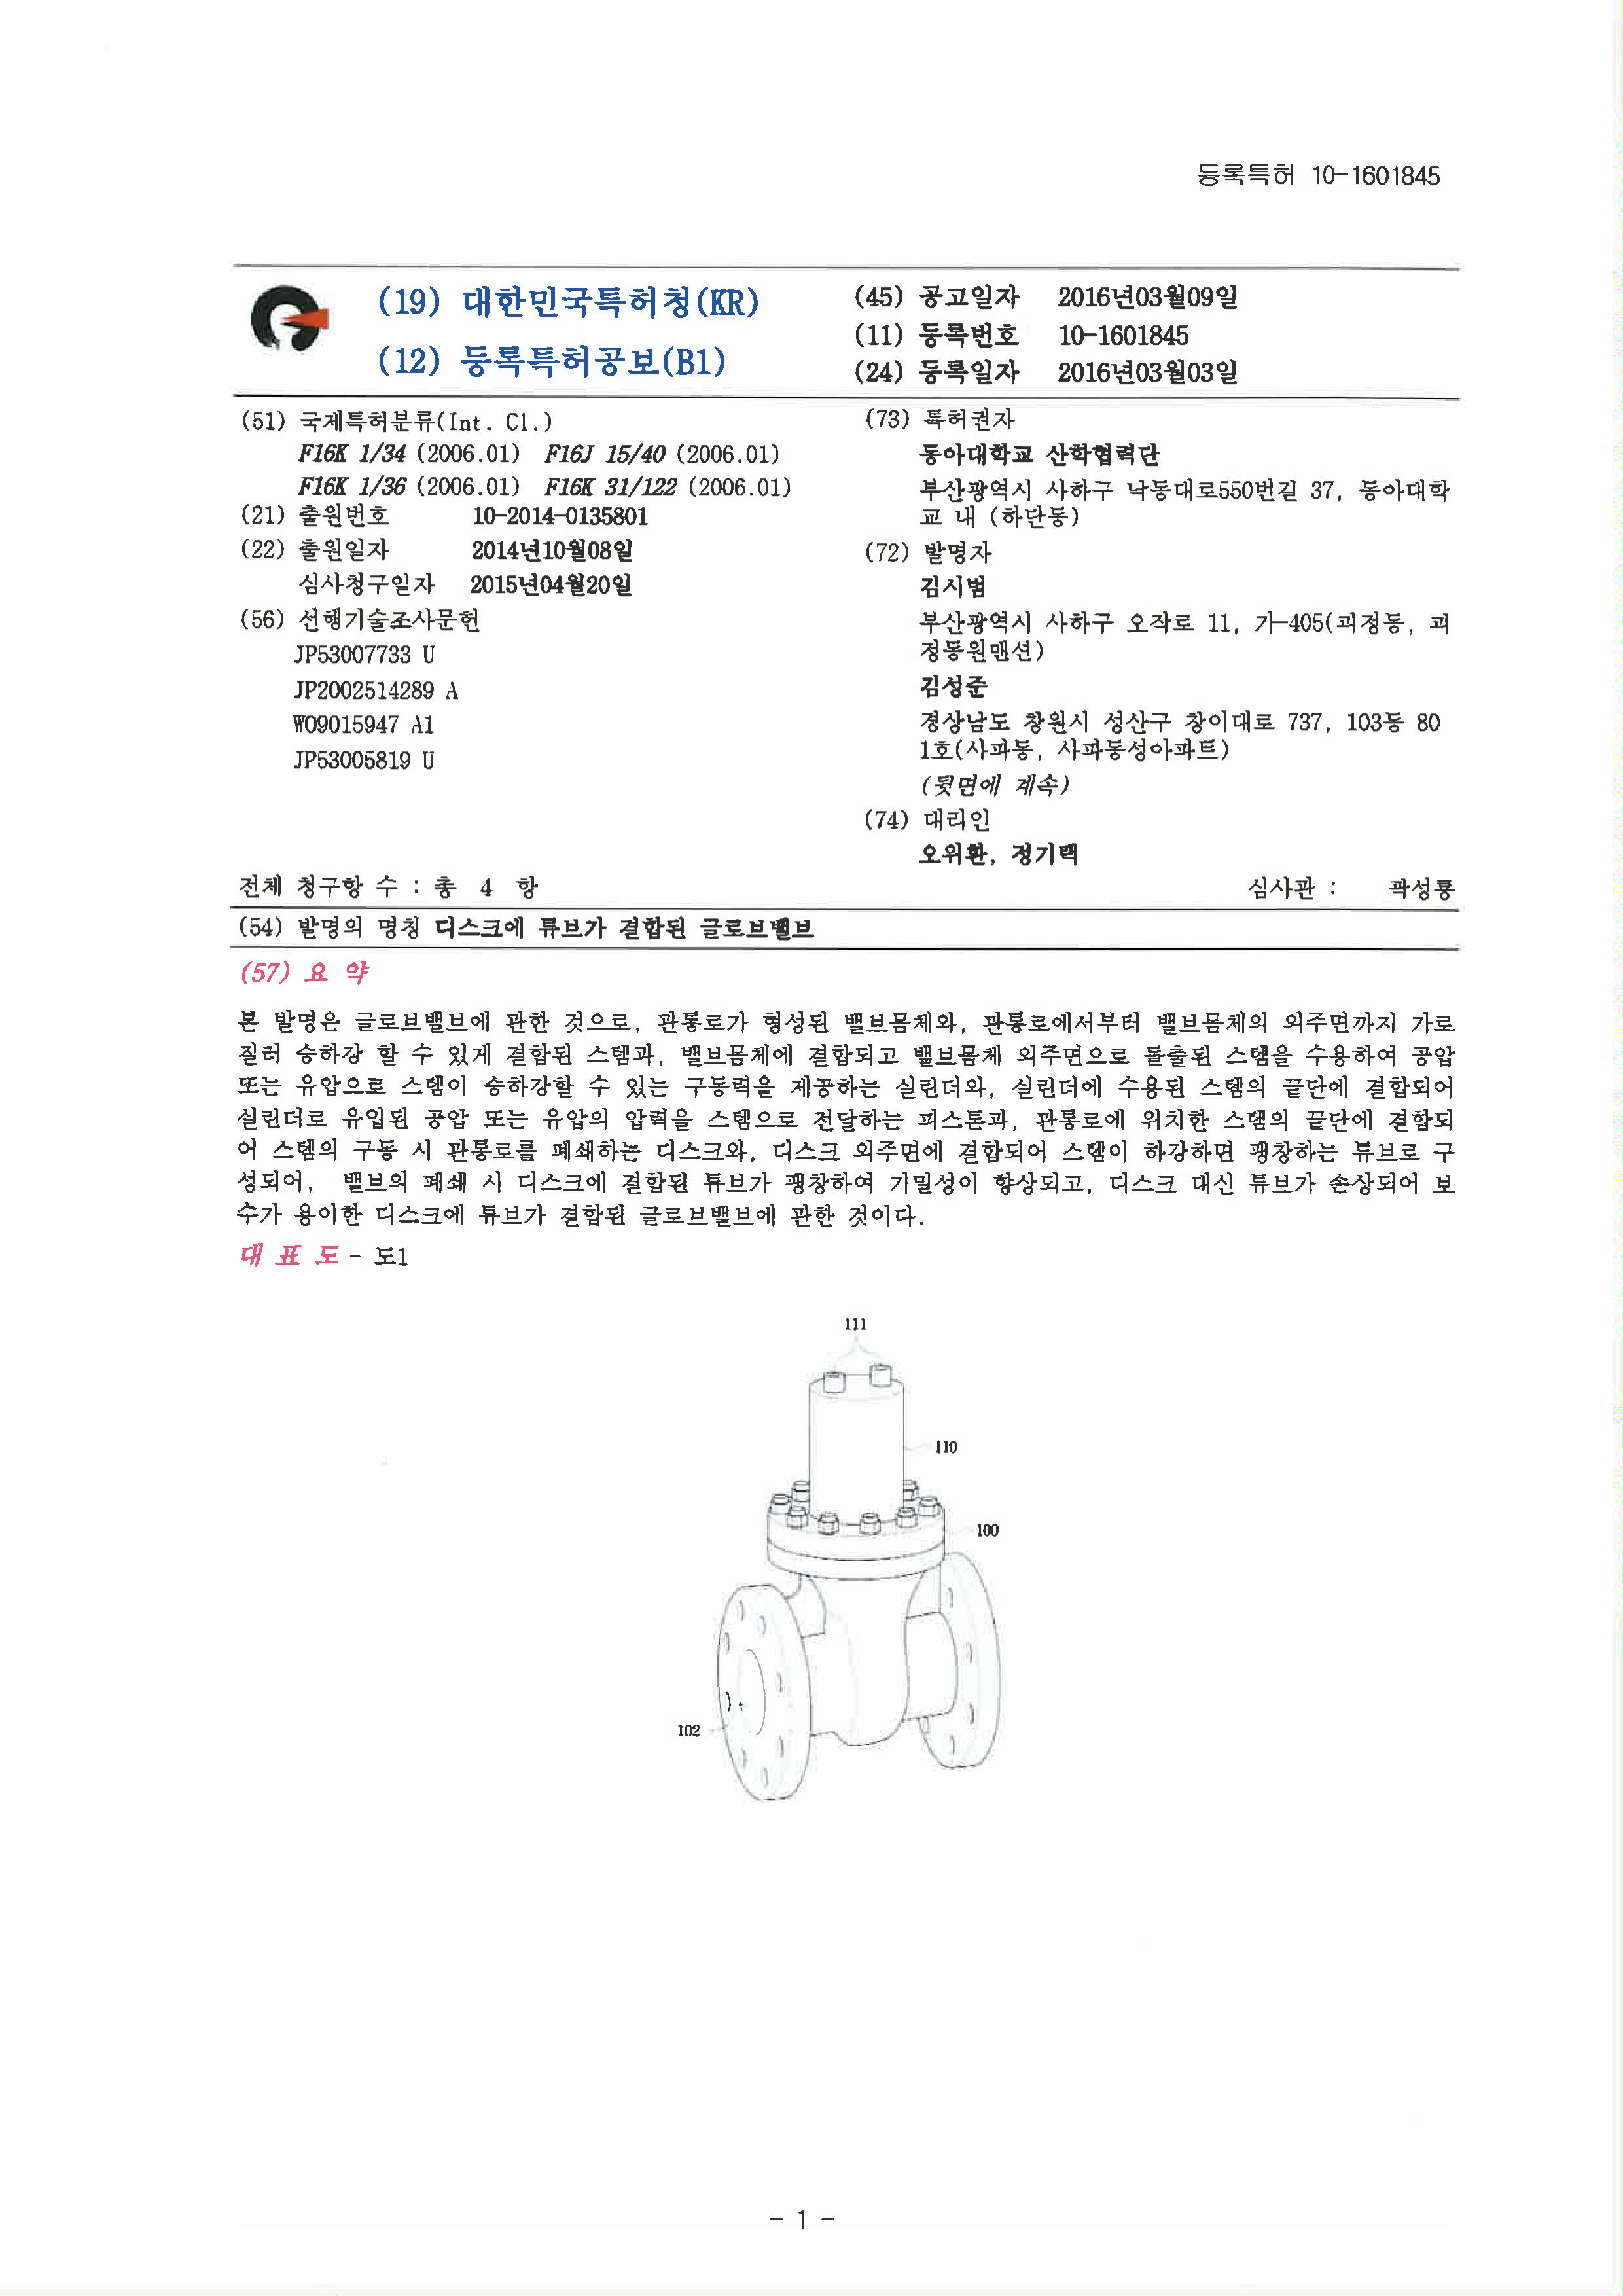 등록특허 10-1601845
(19) 대한민국특허청(KR)
(12) 등록특허공보(B1)
(45) 공고일자 2016년03월09일
(11) 등록번호 10-1601845
(24) 등록일자 2016년03월03일
(51) 국제특허분류(Int. Cl.)
F16K 1/34 (2006.01) F16J 15/40 (2006.01)
F16K 1/36 (2006.01) F16K 31/122 (2006.01)
(21) 출원번호 10-2014-0135801
(22) 출원일자 2014년10월08일
심사청구일자 2015년04월20일
(56) 선행기술조사문헌
JP53007733 U
JP2002514289 A
WO9015947 A1
JP53005819 U
(73) 특허권자
동아대학교 산학협력단
부산광역시 사하구 낙동대로550번길 37, 동아대학
교 내 (하단동)
(72) 발명자
김시범
부산광역시 사하구 오작로 11, 가-405(괴정동, 괴
정동원맨션)
김성준
경상남도 창원시 성산구 창이대로 737, 103동 80
1호(사파동, 사파동성아파트)
(뒷면에 계속)
(74) 대리인
오위환, 정기택
전체 청구항 수 : 총 4 항
심사관 : 곽성룡
(54) 발명의 명칭 디스크에 튜브가 결합된 글로브밸브
(57) 요 약
본 발명은 글로브밸브에 관한 것으로, 관통로가 형성된 밸브몸체와, 관통로에서부터 밸브몸체의 외주면까지 가로
질러 승하강 할 수 있게 결합된 스템과, 밸브몸체에 결합되고 밸브몸체 외주면으로 돌출된 스템을 수용하여 공압
또는 유압으로 스템이 승하강할 수 있는 구동력을 제공하는 실린더와, 실린더에 수용된 스템의 끝단에 결합되어
실린더로 유입된 공압 또는 유압의 압력을 스템으로 전달하는 피스톤과, 관통로에 위치한 스템의 끝단에 결합되
어 스템의 구동 시 관통로를 폐쇄하는 디스크와, 디스크 외주면에 결합되어 스템이 하강하면 팽창하는 튜브로 구
성되어, 밸브의 폐쇄 시 디스크에 결합된 튜브가 팽창하여 기밀성이 향상되고, 디스크 대신 튜브가 손상되어 보
수가 용이한 디스크에 튜브가 결합된 글로브밸브에 관한 것이다.
대 표 도 - 도1
111
110
100
102
- 1 -